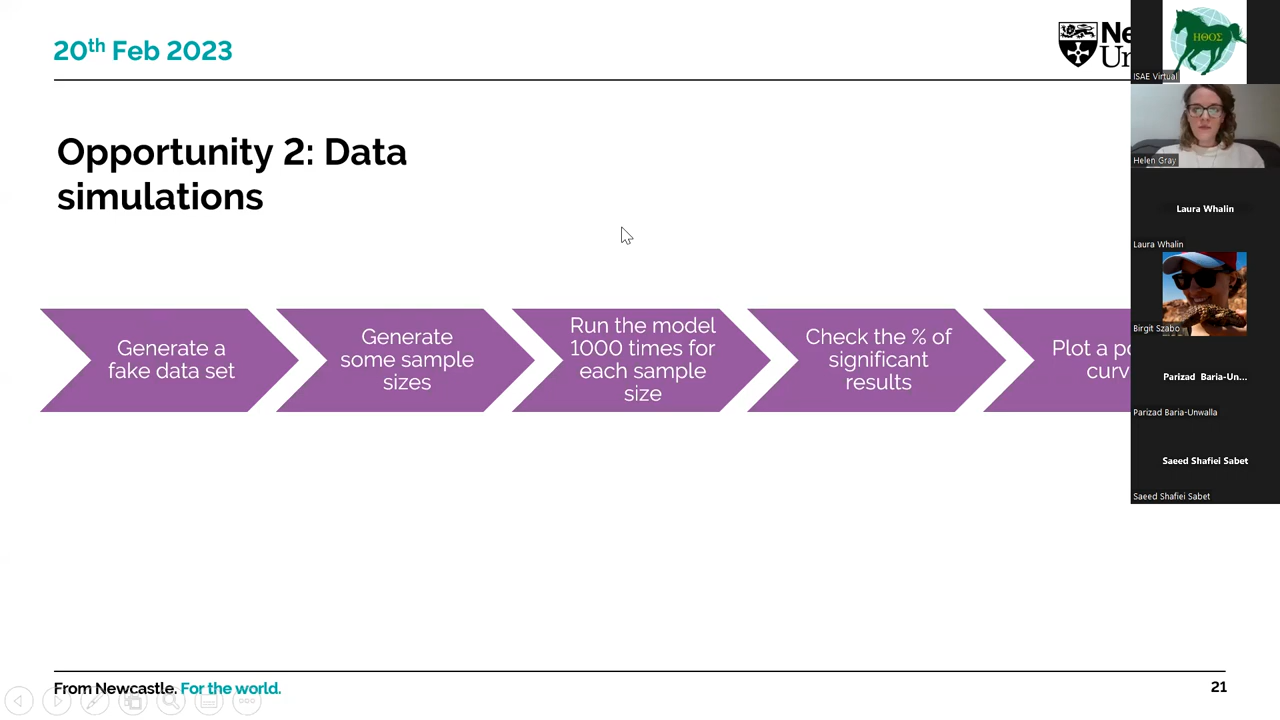 20th Feb 2023
Opportunity 2: Data
simulations
Generate a
fake data set
Generate
some sample
sizes
Run the model
1000 times for
each sample
size
Check the % of
significant
results
Plot a
ΗΘΟΣ
ISAE Virtual
Helen Gray
Laura Whalin
Laura Whalin
Birgit Szabo
Parizad Baria-Un...
Parizad Baria-Unwalla
Saeed Shafiei Sabet
Saeed Shafiei Sabet
From Newcastle. For the world.
21